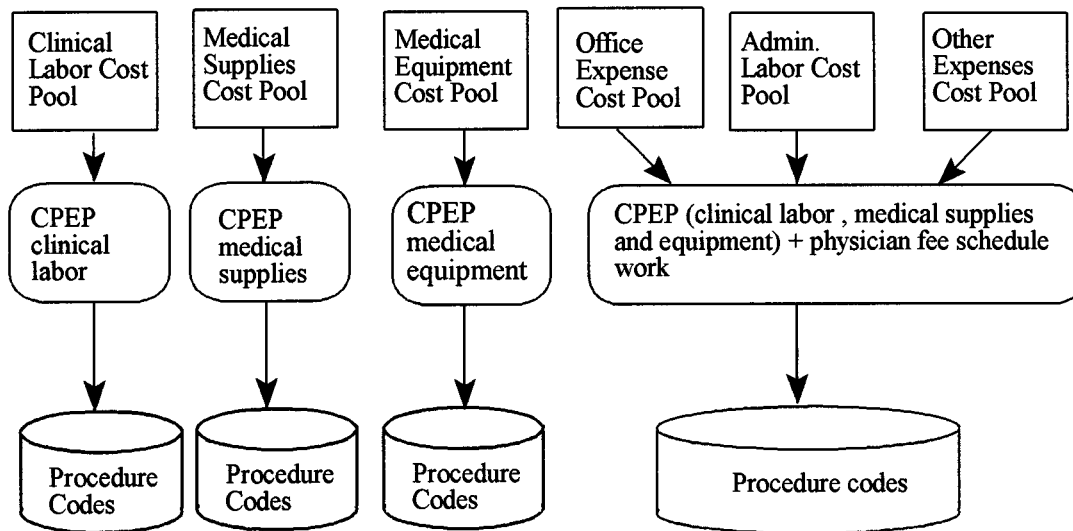 Clinical
Labor Cost
Pool
Medical
Supplies
Cost Pool
Medical
Equipment
Cost Pool
Office
Expense
Cost Pool
Admin.
Labor Cost
Pool
Other
Expenses
Cost Pool
CPEP
clinical
labor
CPEP
medical
supplies
CPEP
medical
equipment
CPEP (clinical labor , medical supplies
and equipment) + physician fee schedule
work
Procedure
Codes
Procedure
Codes
Procedure
Codes
Procedure codes